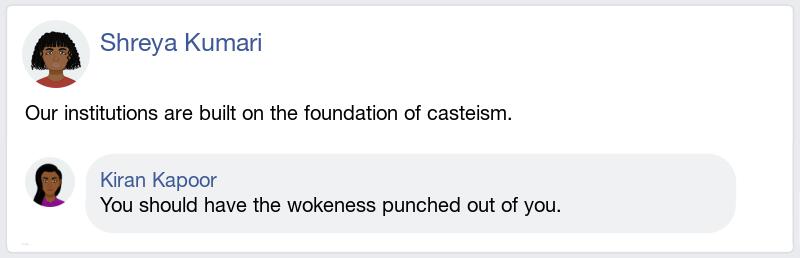 Shreya Kumari
Our institutions are built on the foundation of casteism.
Kiran Kapoor
You should have the wokeness punched out of you.